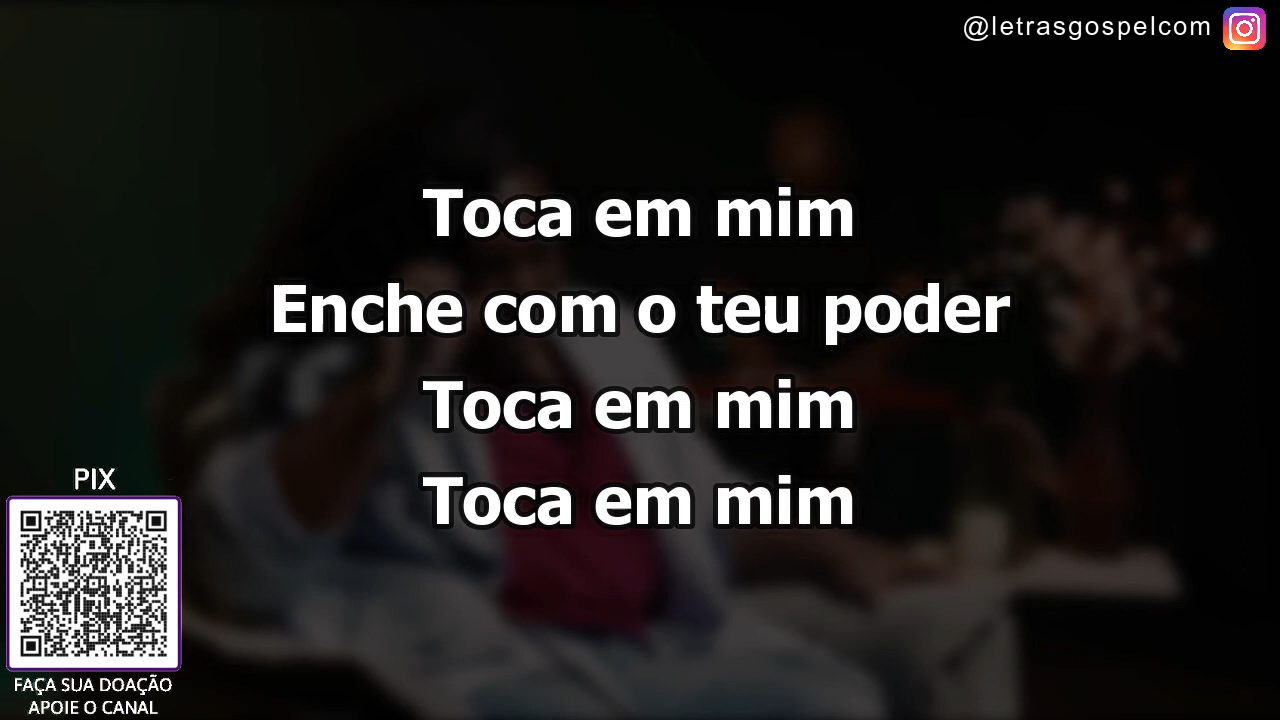 @letrasgospelcom
Toca em mim
Enche com o teu poder
Toca em mim
Toca em mim
PIX
FAÇA SUA DOAÇÃO
APOIE O CANAL